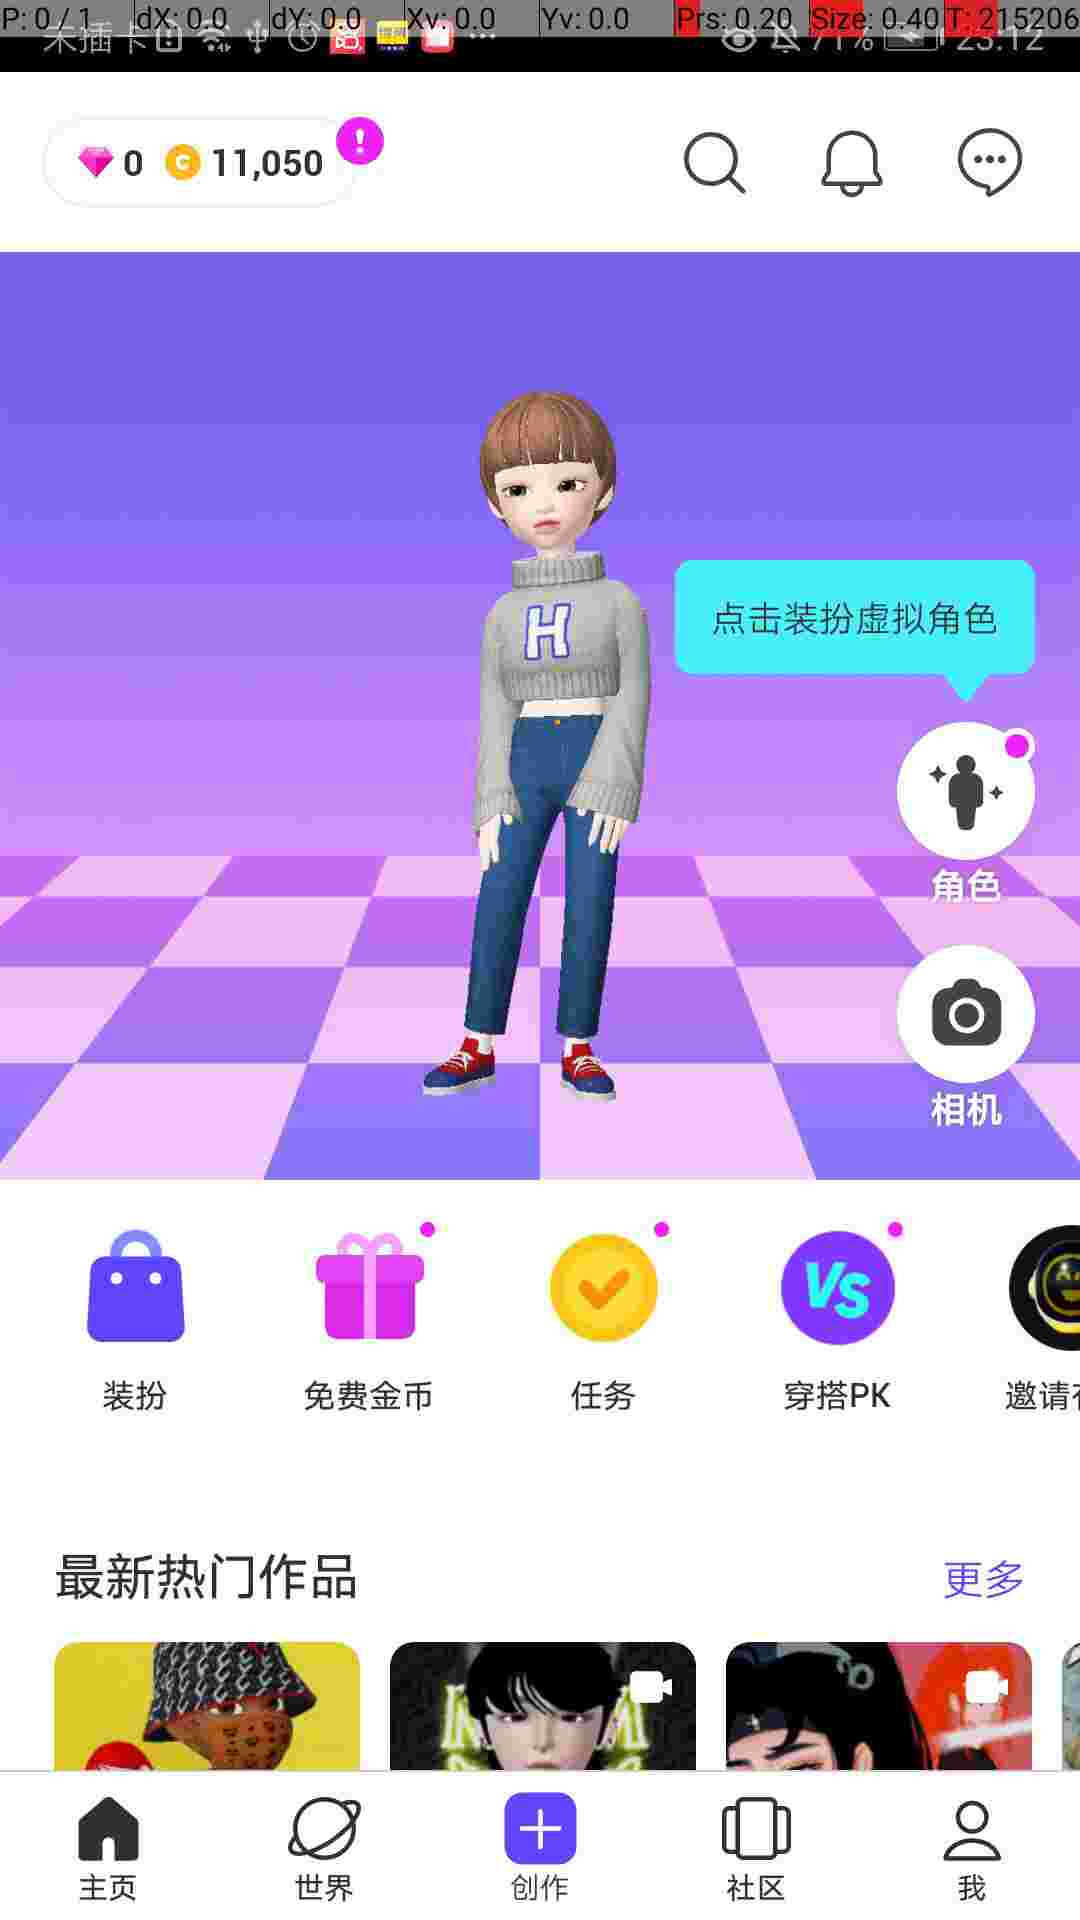 P: 0 / 1 dX: 0.0 dY: 0.0 Xv: 0.0 Yv: 0.0 Prs: 0.20 Size: 0.40 T: 215206
未插卡 71% 23:12
0 C 11,050 !
H
点击装扮虚拟角色
角色
相机
VS
装扮 免费金币 任务 穿搭PK 邀请
最新热门作品 更多
主页 世界 创作 社区 我